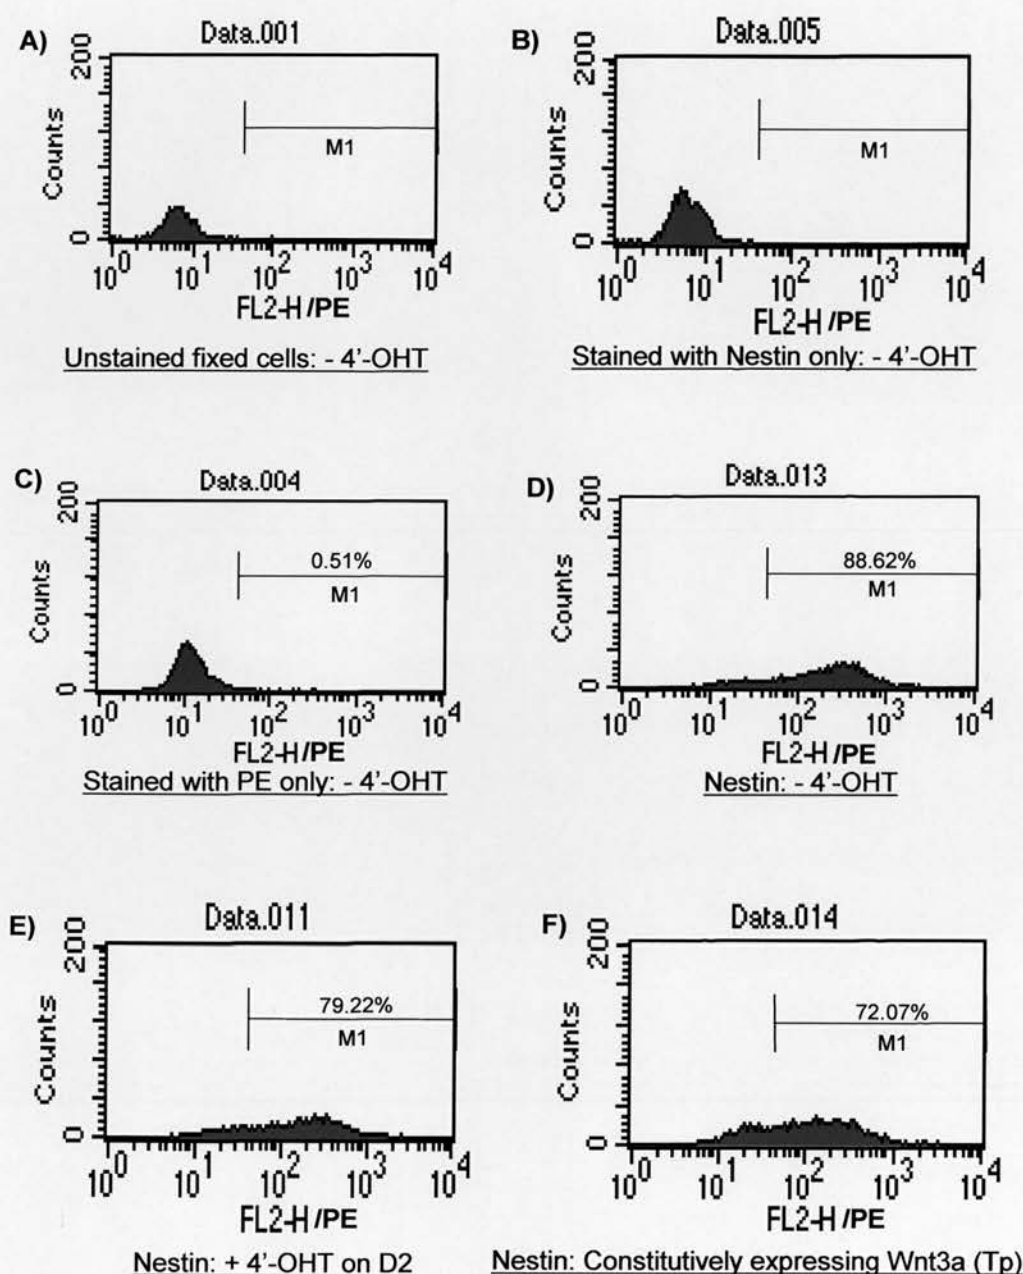 A)
Data.001
200
Counts
M1
0
10^0 10^1 10^2 10^3 10^4
FL2-H /PE
Unstained fixed cells: - 4'-OHT
B)
Data.005
200
Counts
M1
0
10^0 10^1 10^2 10^3 10^4
FL2-H /PE
Stained with Nestin only: - 4'-OHT
C)
Data.004
200
Counts
0.51%
M1
0
10^0 10^1 10^2 10^3 10^4
FL2-H /PE
Stained with PE only: - 4'-OHT
D)
Data.013
200
Counts
88.62%
M1
0
10^0 10^1 10^2 10^3 10^4
FL2-H /PE
Nestin: - 4'-OHT
E)
Data.011
200
Counts
79.22%
M1
0
10^0 10^1 10^2 10^3 10^4
FL2-H /PE
Nestin: + 4'-OHT on D2
F)
Data.014
200
Counts
72.07%
M1
0
10^0 10^1 10^2 10^3 10^4
FL2-H /PE
Nestin: Constitutively expressing Wnt3a (Tp)